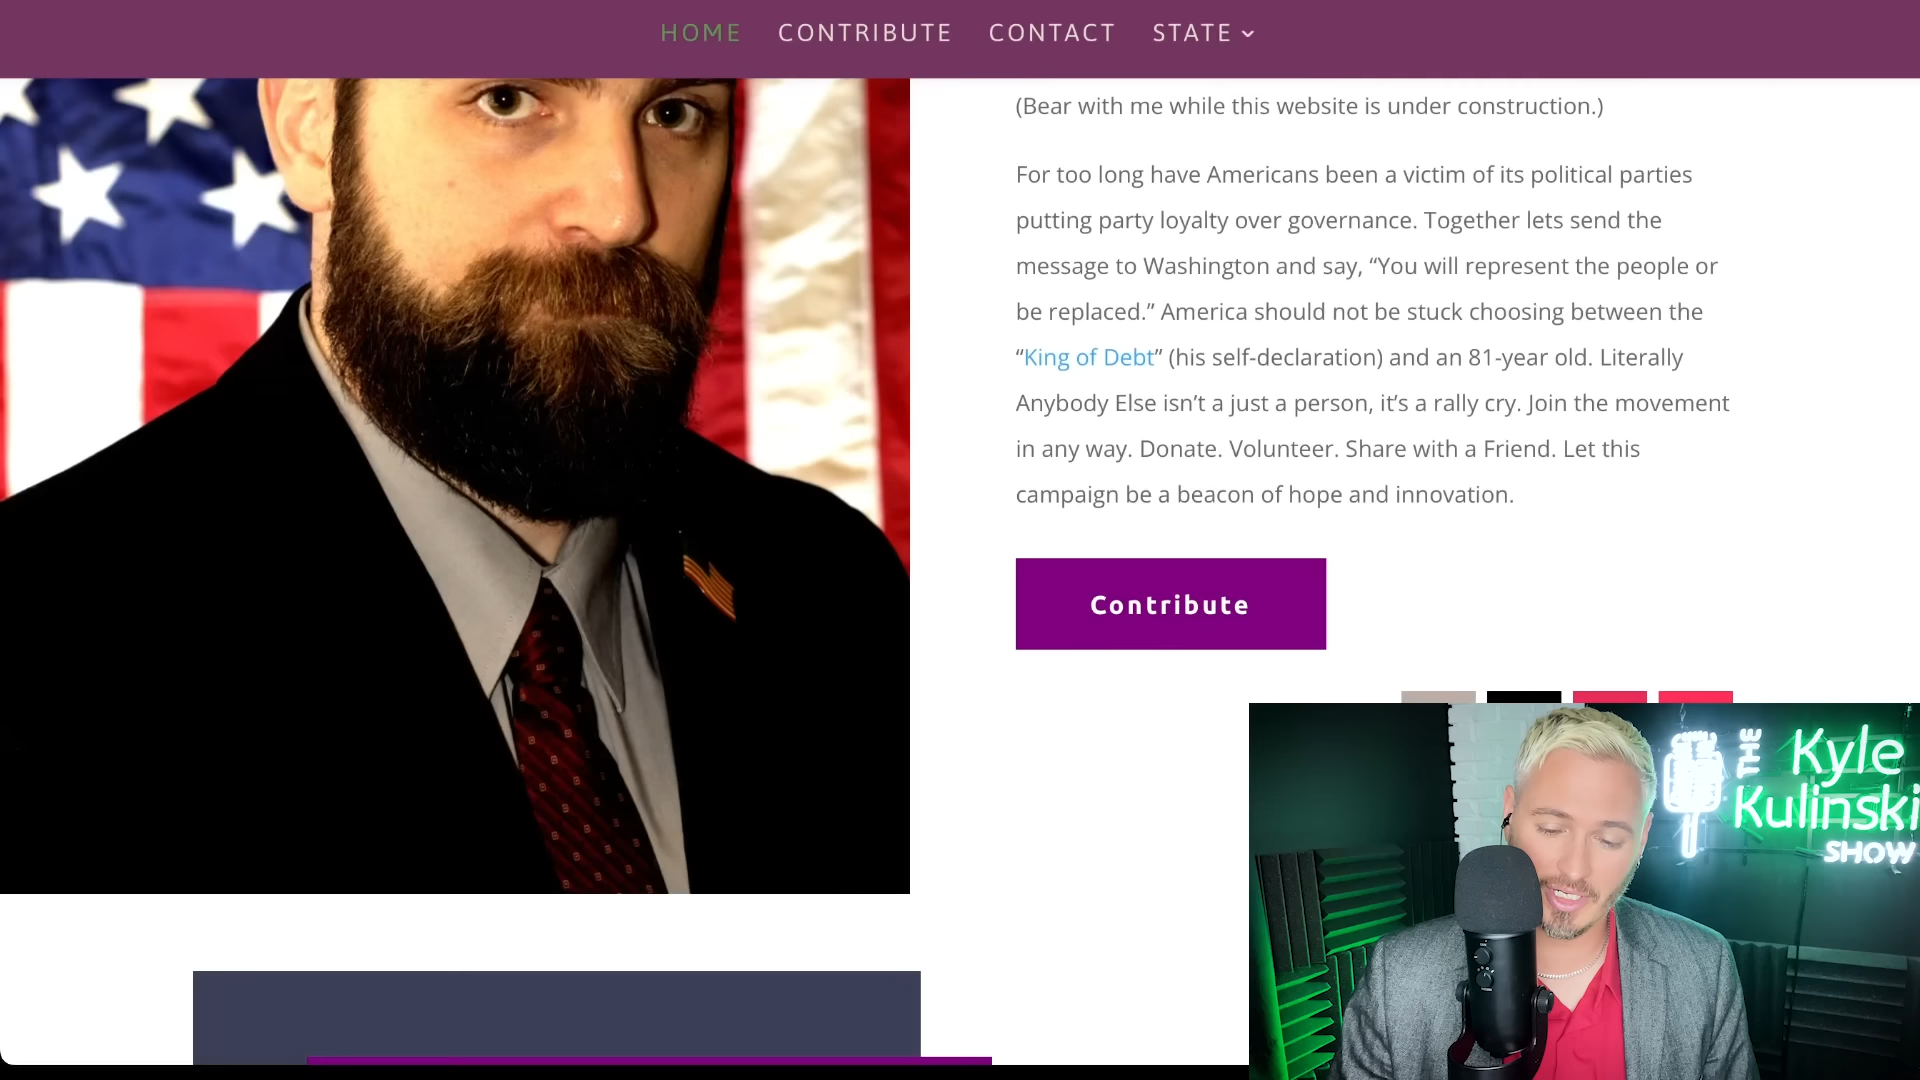 HOME CONTRIBUTE CONTACT STATE
(Bear with me while this website is under construction.)
For too long have Americans been a victim of its political parties
putting party loyalty over governance. Together lets send the
message to Washington and say, “You will represent the people or
be replaced.” America should not be stuck choosing between the
“King of Debt” (his self-declaration) and an 81-year old. Literally
Anybody Else isn’t a just a person, it’s a rally cry. Join the movement
in any way. Donate. Volunteer. Share with a Friend. Let this
campaign be a beacon of hope and innovation.
Contribute
THE
Kyle
Kulinski
SHOW